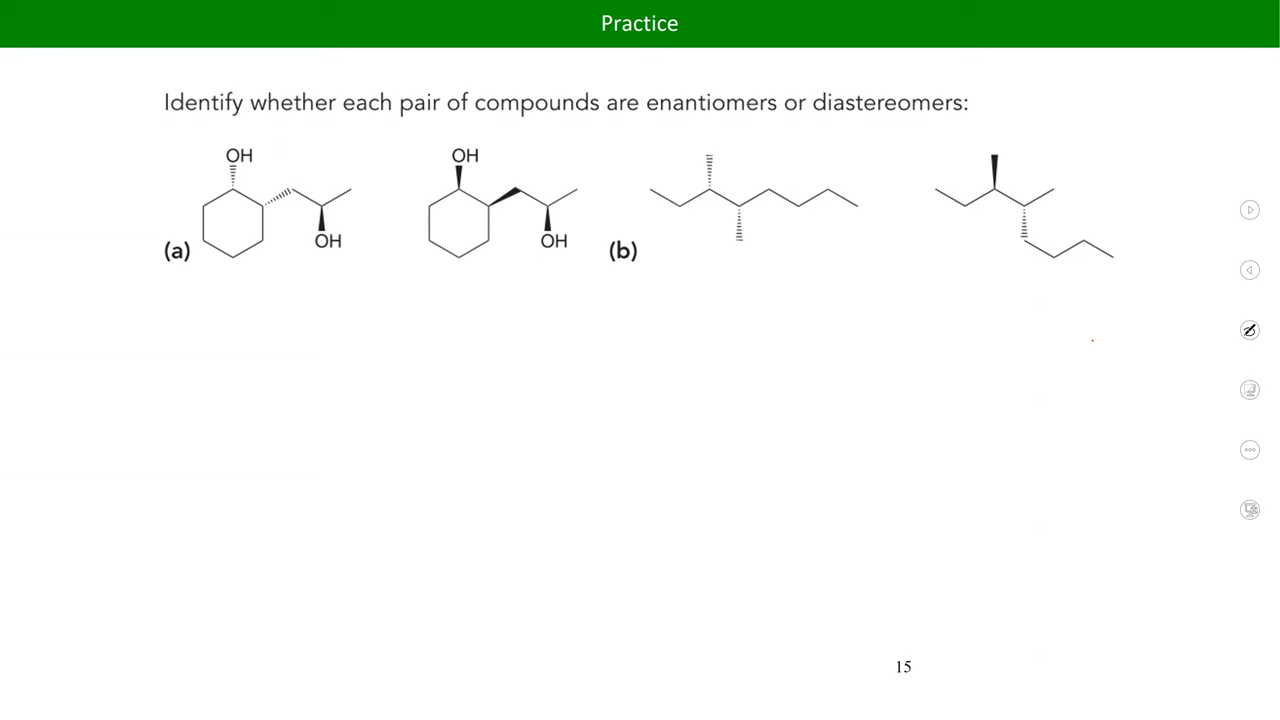 Practice
Identify whether each pair of compounds are enantiomers or diastereomers:
OH
OH
(a)
OH
OH
(b)
15